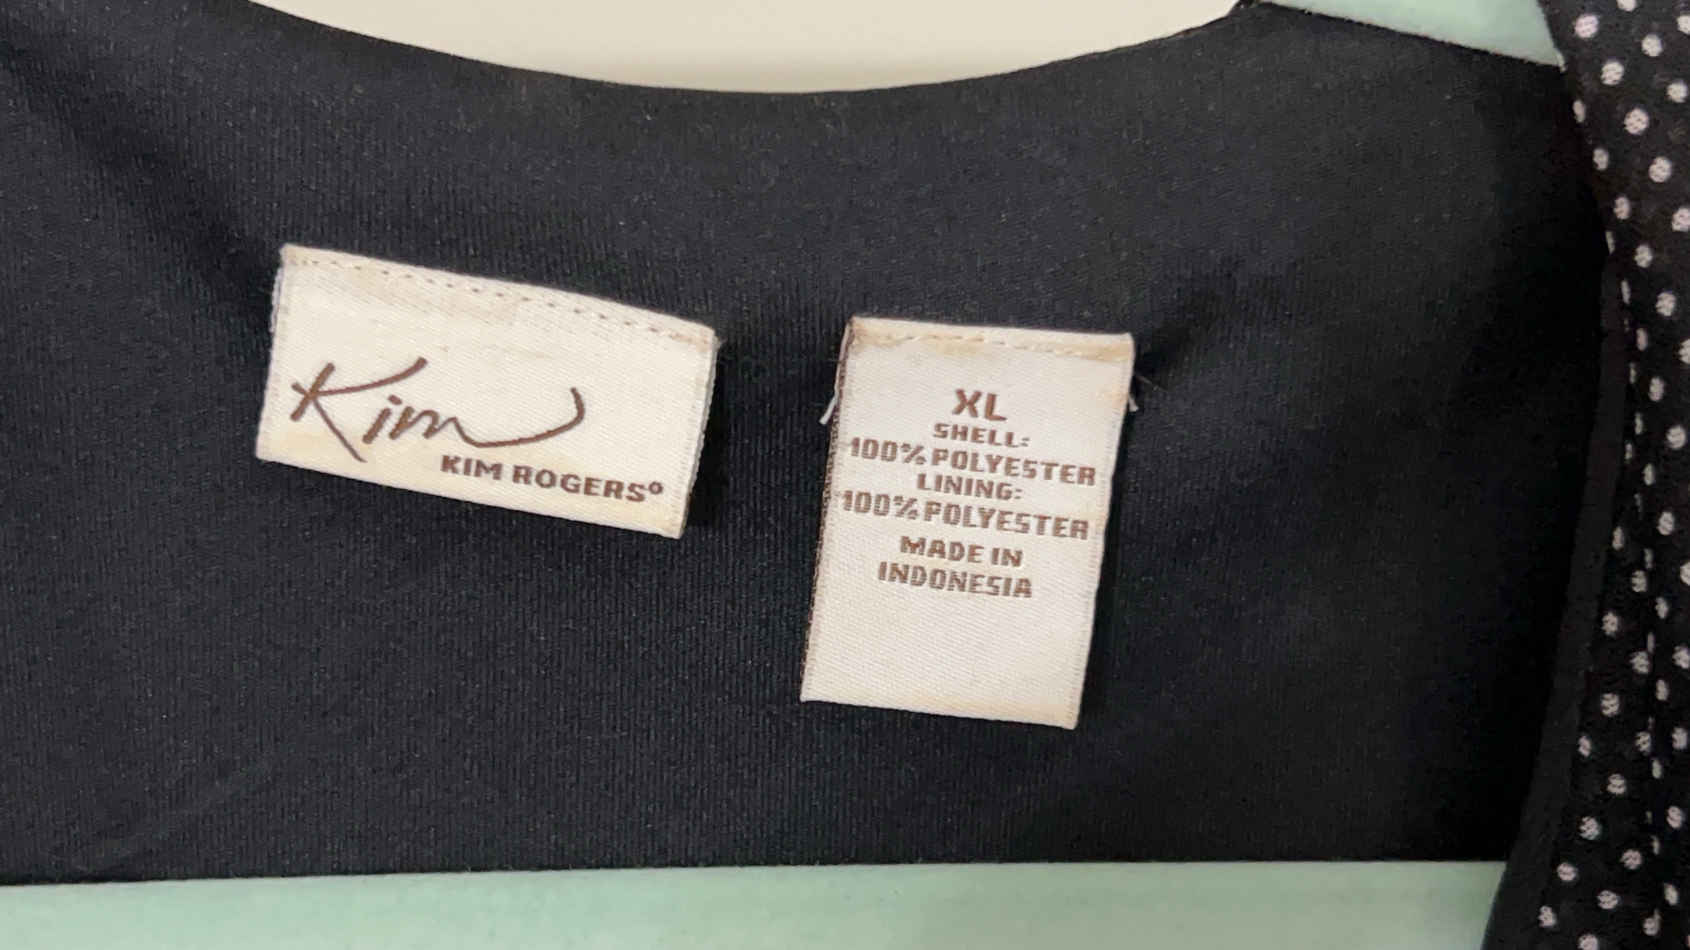 Kim
KIM ROGERS®
XL
SHELL:
100% POLYESTER
LINING:
100% POLYESTER
MADE IN
INDONESIA